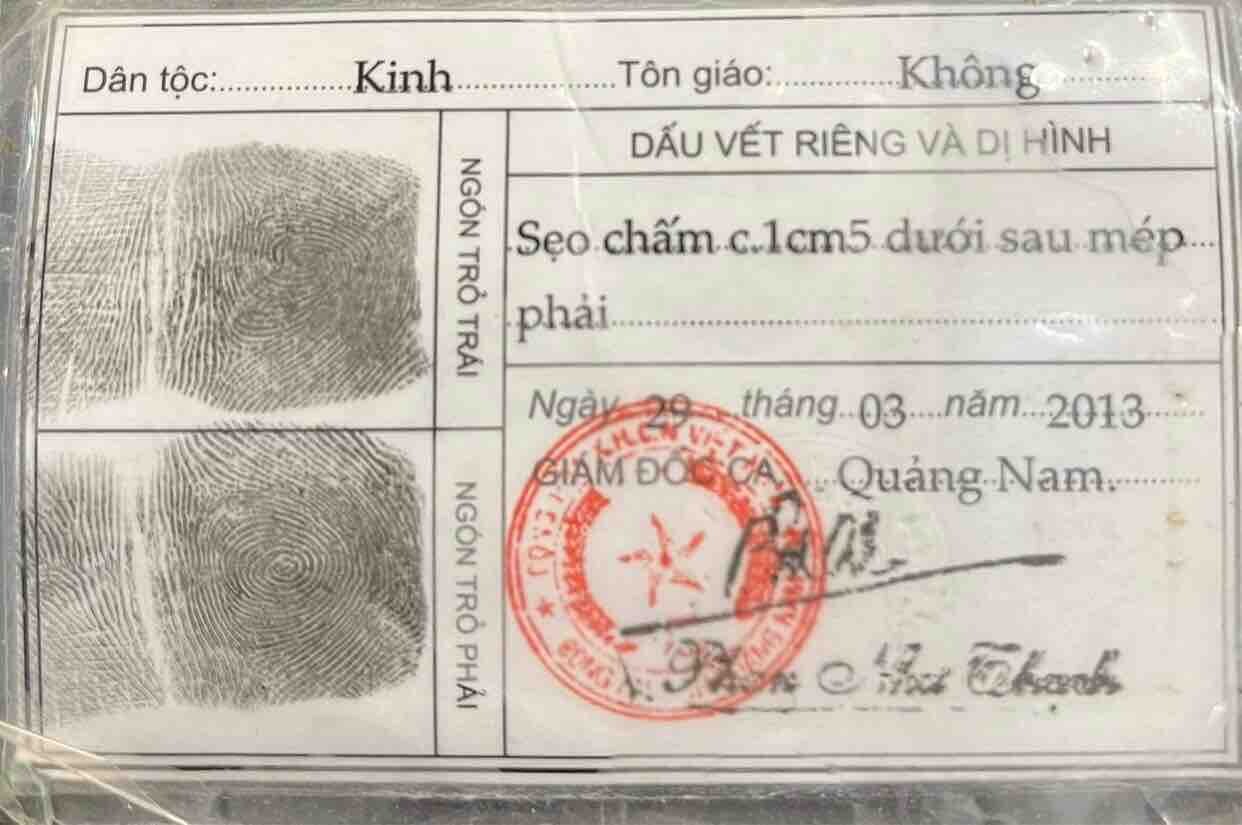 Dân tộc: Kinh Tôn giáo: Không
NGÓN TRỎ TRÁI
DẤU VẾT RIÊNG VÀ DỊ HÌNH
Sẹo chấm c.1cm5 dưới sau mép
phải
NGÓN TRỎ PHẢI
Ngày 29 tháng 03 năm 2013
GIÁM ĐỐC CA Quảng Nam.